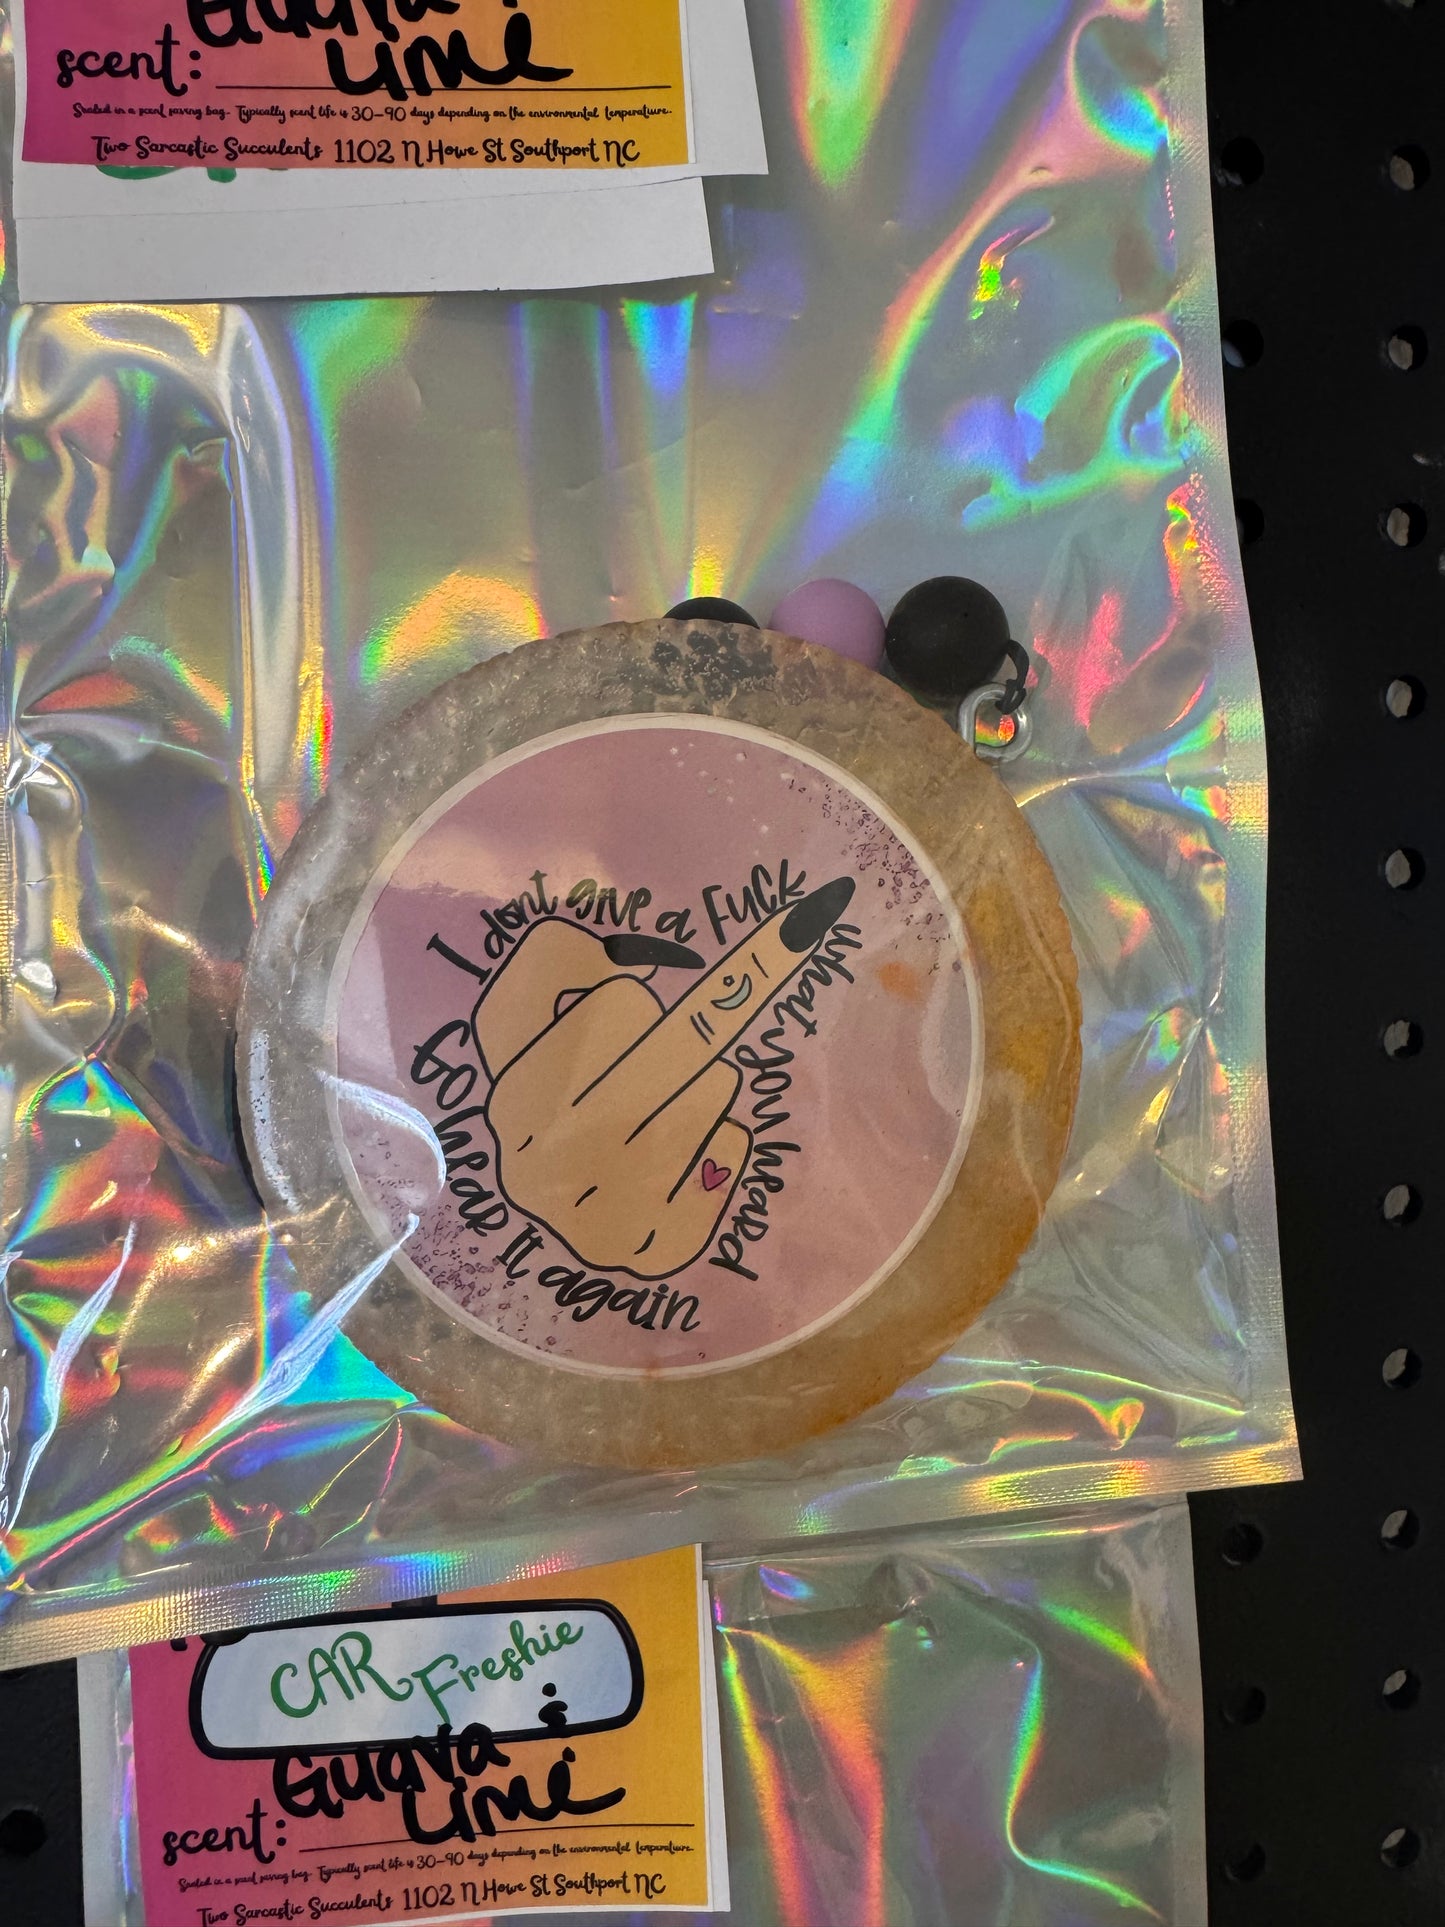 Guava &
scent: Lime
Sealed in a scent saving bag. Typically scent life is 30-90 days depending on the environmental temperature.
Two Sarcastic Succulents 1102 N Howe St Southport NC
I dont give a Fuck
what you heard
Go hear it again
CAR Freshie
Guava &
scent: Lime
Sealed in a scent saving bag. Typically scent life is 30-90 days depending on the environmental temperature.
Two Sarcastic Succulents 1102 N Howe St Southport NC